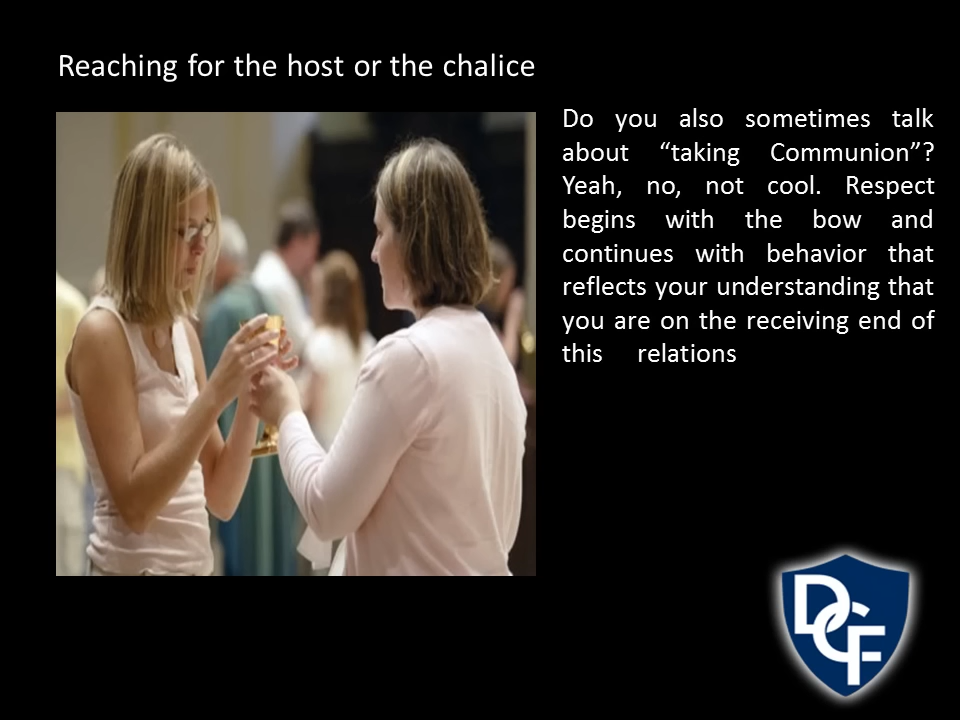 Reaching for the host or the chalice
Do you also sometimes talk
about “taking Communion”?
Yeah, no, not cool. Respect
begins with the bow and
continues with behavior that
reflects your understanding that
you are on the receiving end of
this relations
DCF